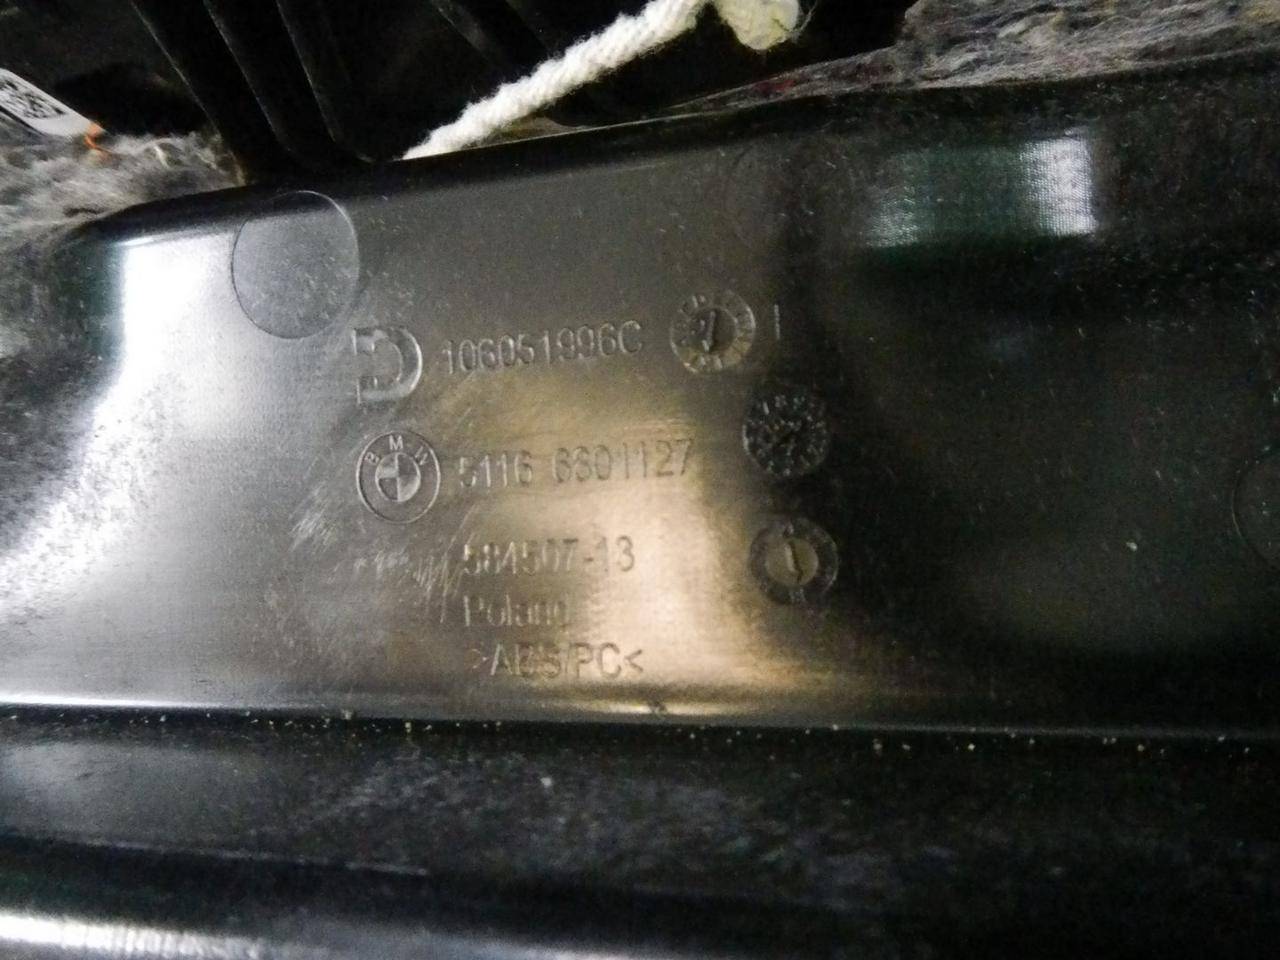 106051996C
BMW
5116 6801127
584507-13
Poland
>ABS/PC<